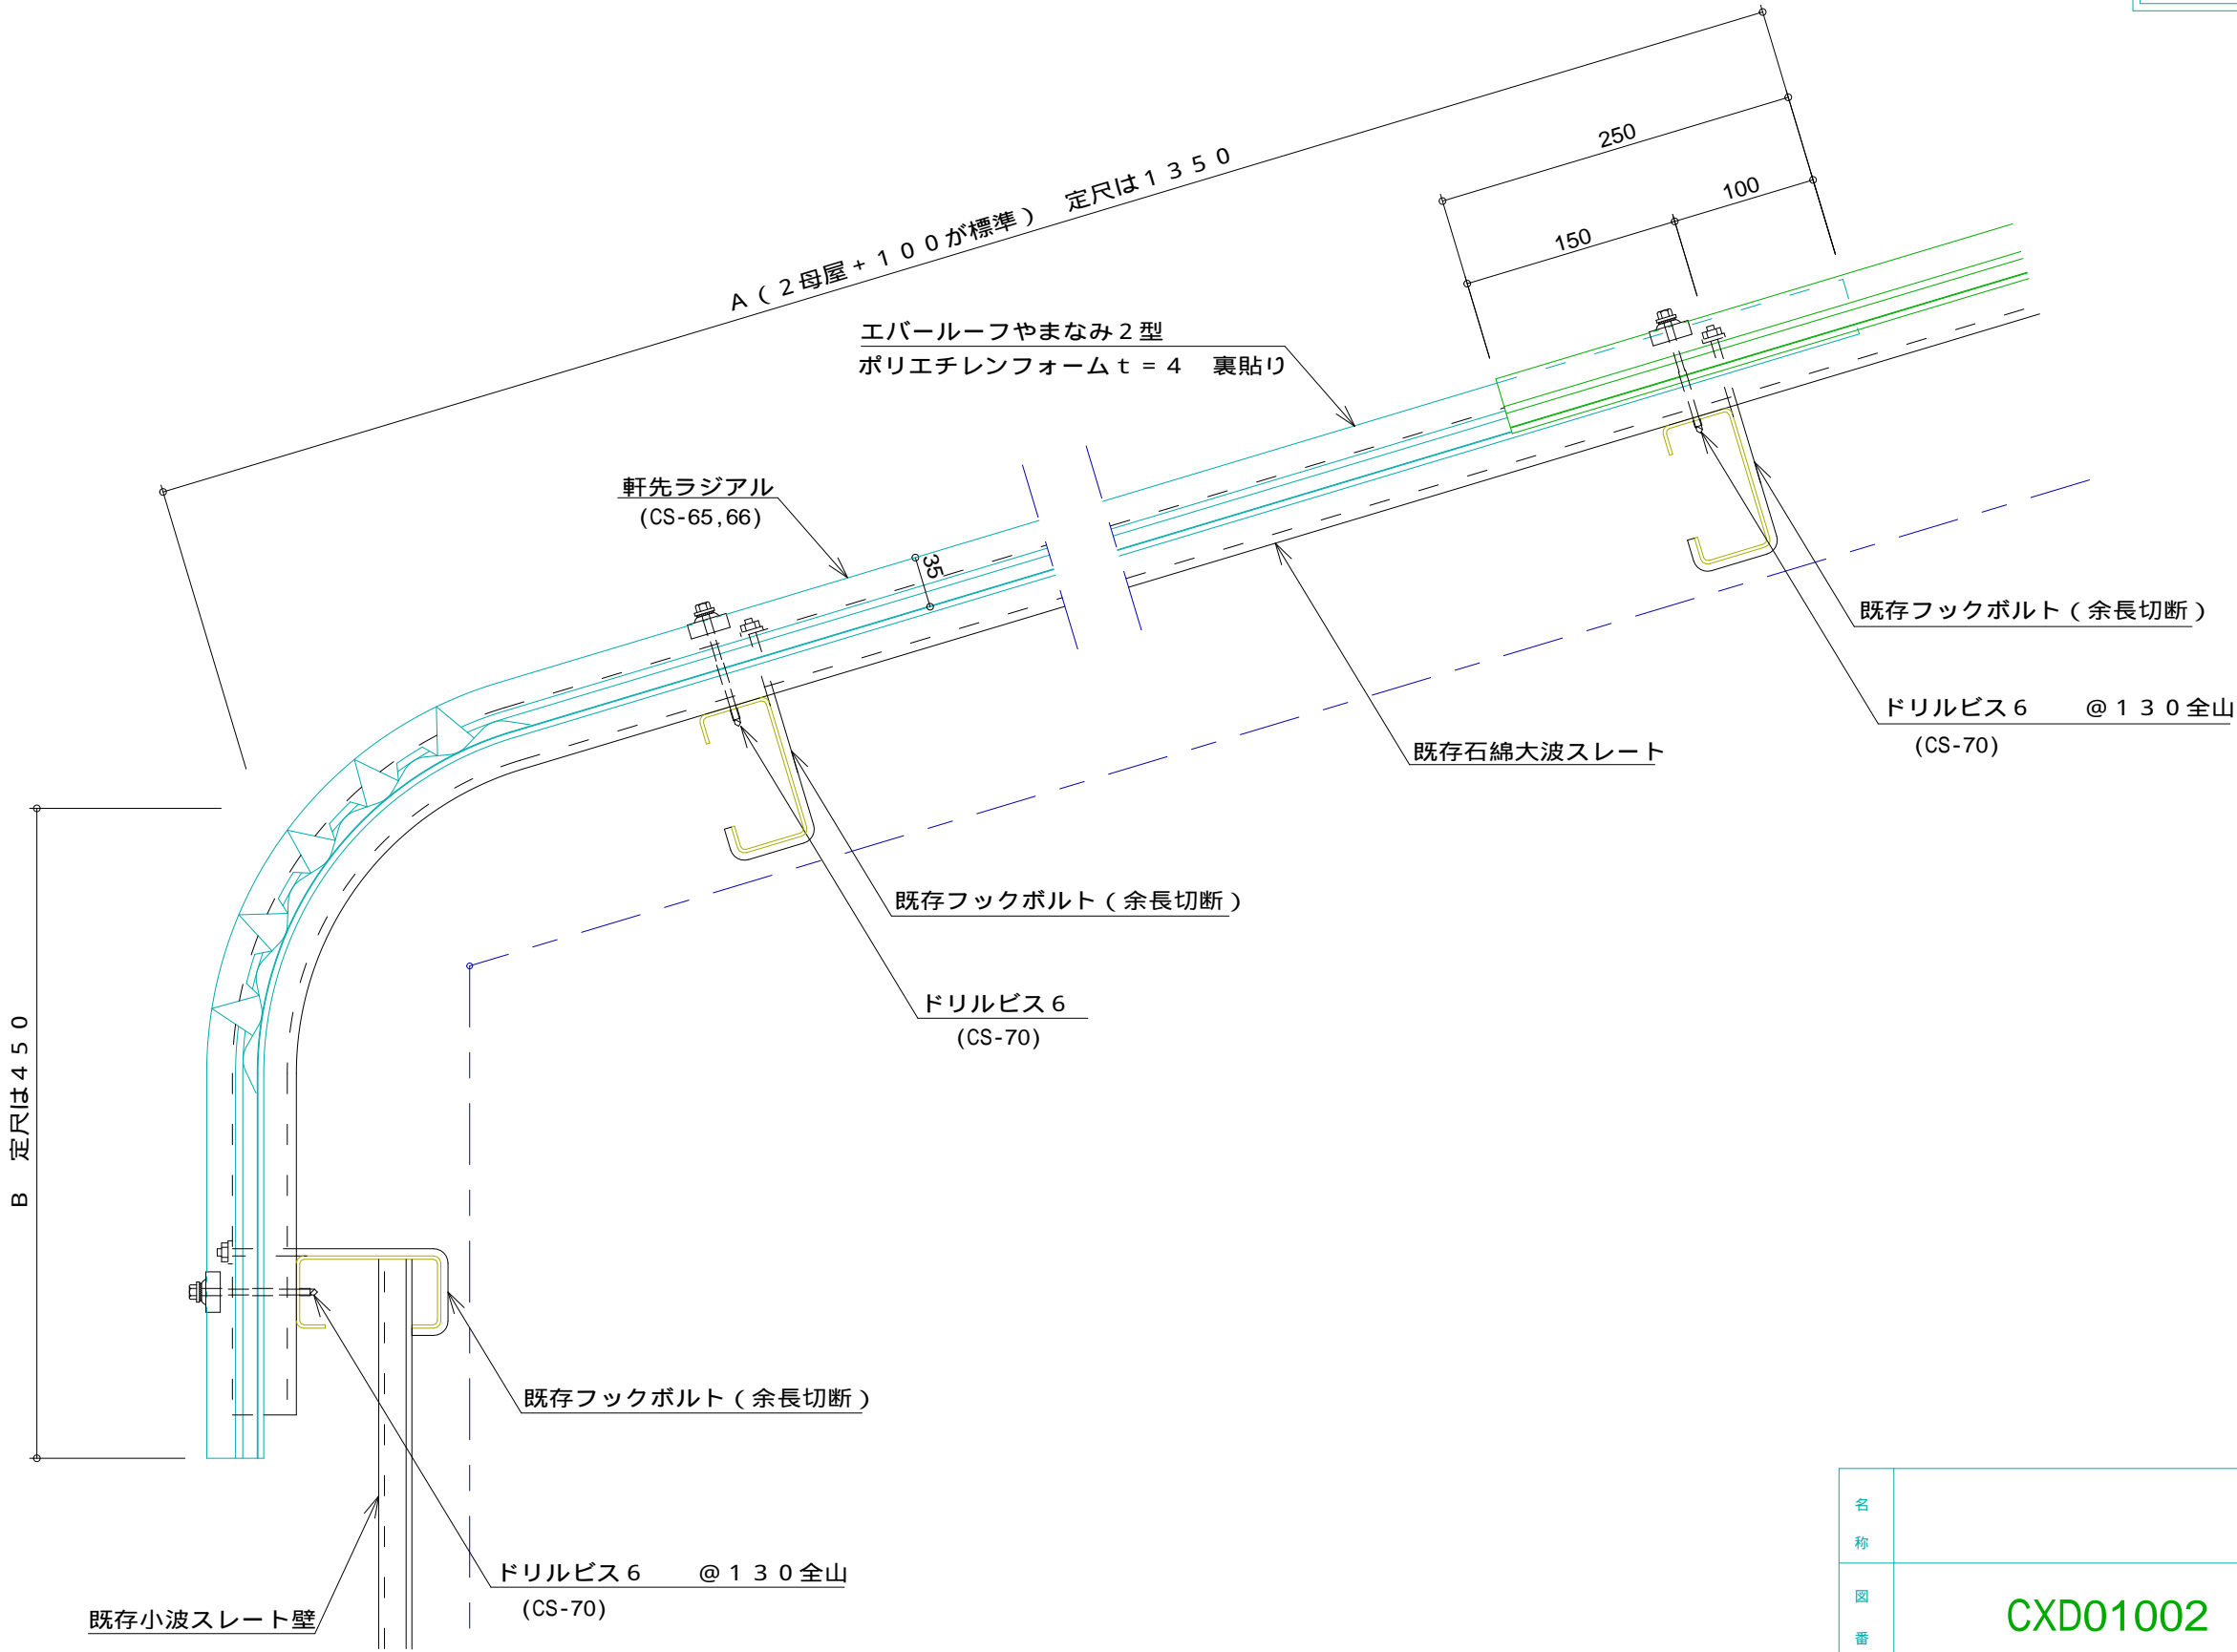 A（２母屋＋１００が標準）　定尺は１３５０
250
100
150
エバールーフやまなみ２型
ポリエチレンフォームｔ＝４　裏貼り
軒先ラジアル
(CS-65,66)
35
既存フックボルト（余長切断）
ドリルビス６　　＠１３０全山
(CS-70)
既存石綿大波スレート
既存フックボルト（余長切断）
ドリルビス６
(CS-70)
B　定尺は４５０
既存フックボルト（余長切断）
ドリルビス６　　＠１３０全山
(CS-70)
既存小波スレート壁
名称
図番
CXD01002